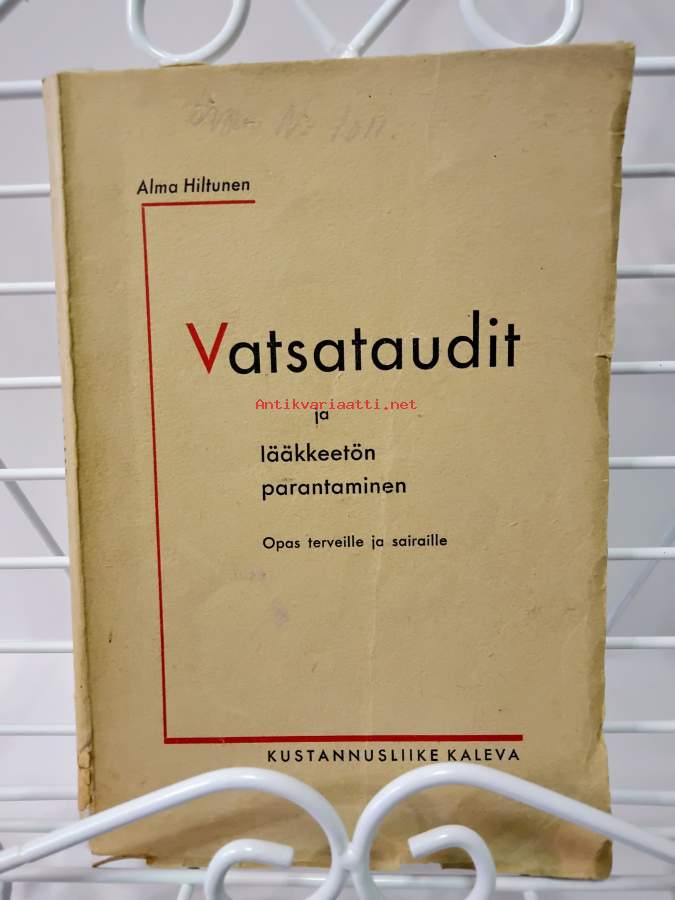 Alma Hiltunen
Vatsataudit
Antikvariaatti.net
ja
lääkkeetön
parantaminen
Opas terveille ja sairaille
KUSTANNUSLIIKE KALEVA